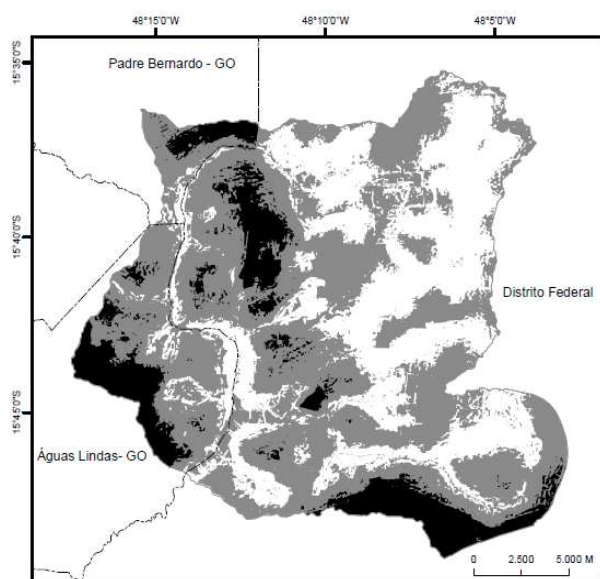 48°15'0"W 48°10'0"W 48°5'0"W
15°35'0"S
Padre Bernardo - GO
15°40'0"S
Distrito Federal
15°45'0"S
Águas Lindas- GO
0 2.500 5.000 M